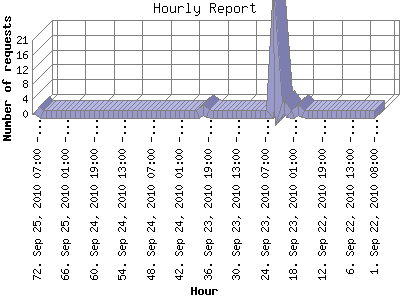 Hourly Report
Number of requests
21
16
12
8
4
0
72. Sep 25, 2010 07:00 -...
66. Sep 25, 2010 01:00 -...
60. Sep 24, 2010 19:00 -...
54. Sep 24, 2010 13:00 -...
48. Sep 24, 2010 07:00 -...
42. Sep 24, 2010 01:00 -...
36. Sep 23, 2010 19:00 -...
30. Sep 23, 2010 13:00 -...
24. Sep 23, 2010 07:00 -...
18. Sep 23, 2010 01:00 -...
12. Sep 22, 2010 19:00 -...
6. Sep 22, 2010 13:00 -...
1. Sep 22, 2010 08:00 -...
Hour